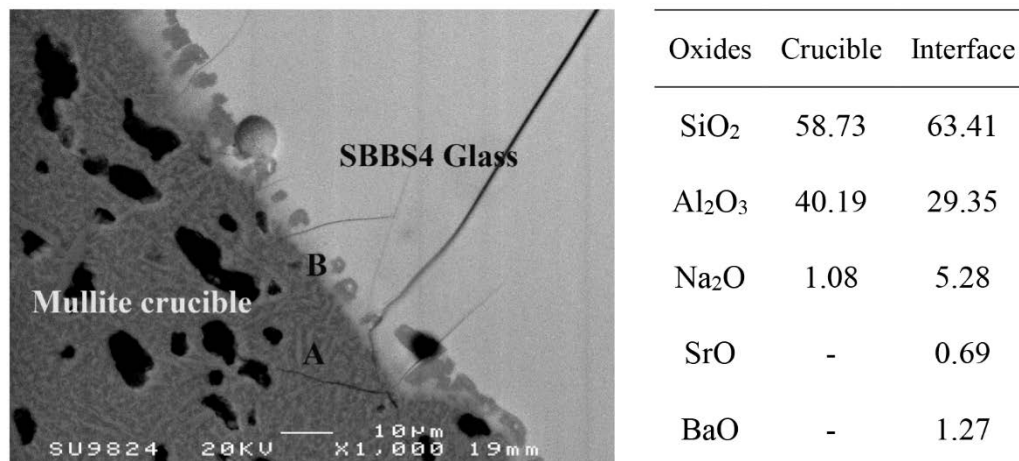 SBBS4 Glass
B
Mullite crucible
A
10μm
SU9824 20KV X1,000 19mm
Oxides Crucible Interface
SiO₂ 58.73 63.41
Al₂O₃ 40.19 29.35
Na₂O 1.08 5.28
SrO - 0.69
BaO - 1.27